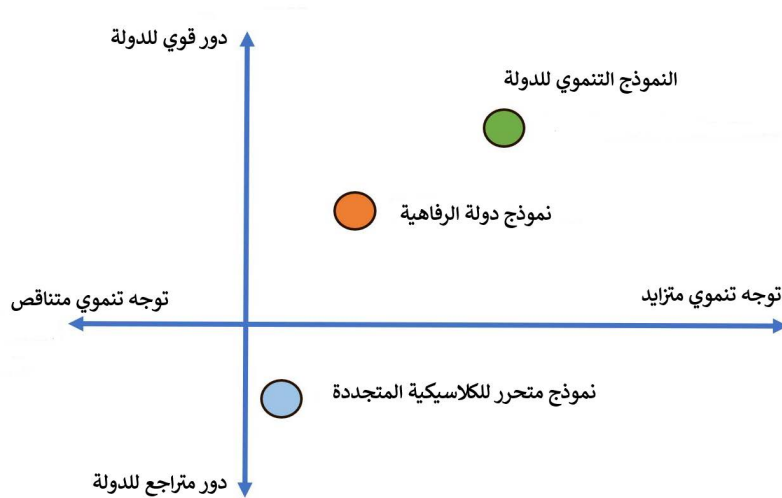 دور قوي للدولة
النموذج التنموي للدولة
نموذج دولة الرفاهية
توجه تنموي متزايد
توجه تنموي متناقص
نموذج متحرر للكلاسيكية المتجددة
دور متراجع للدولة